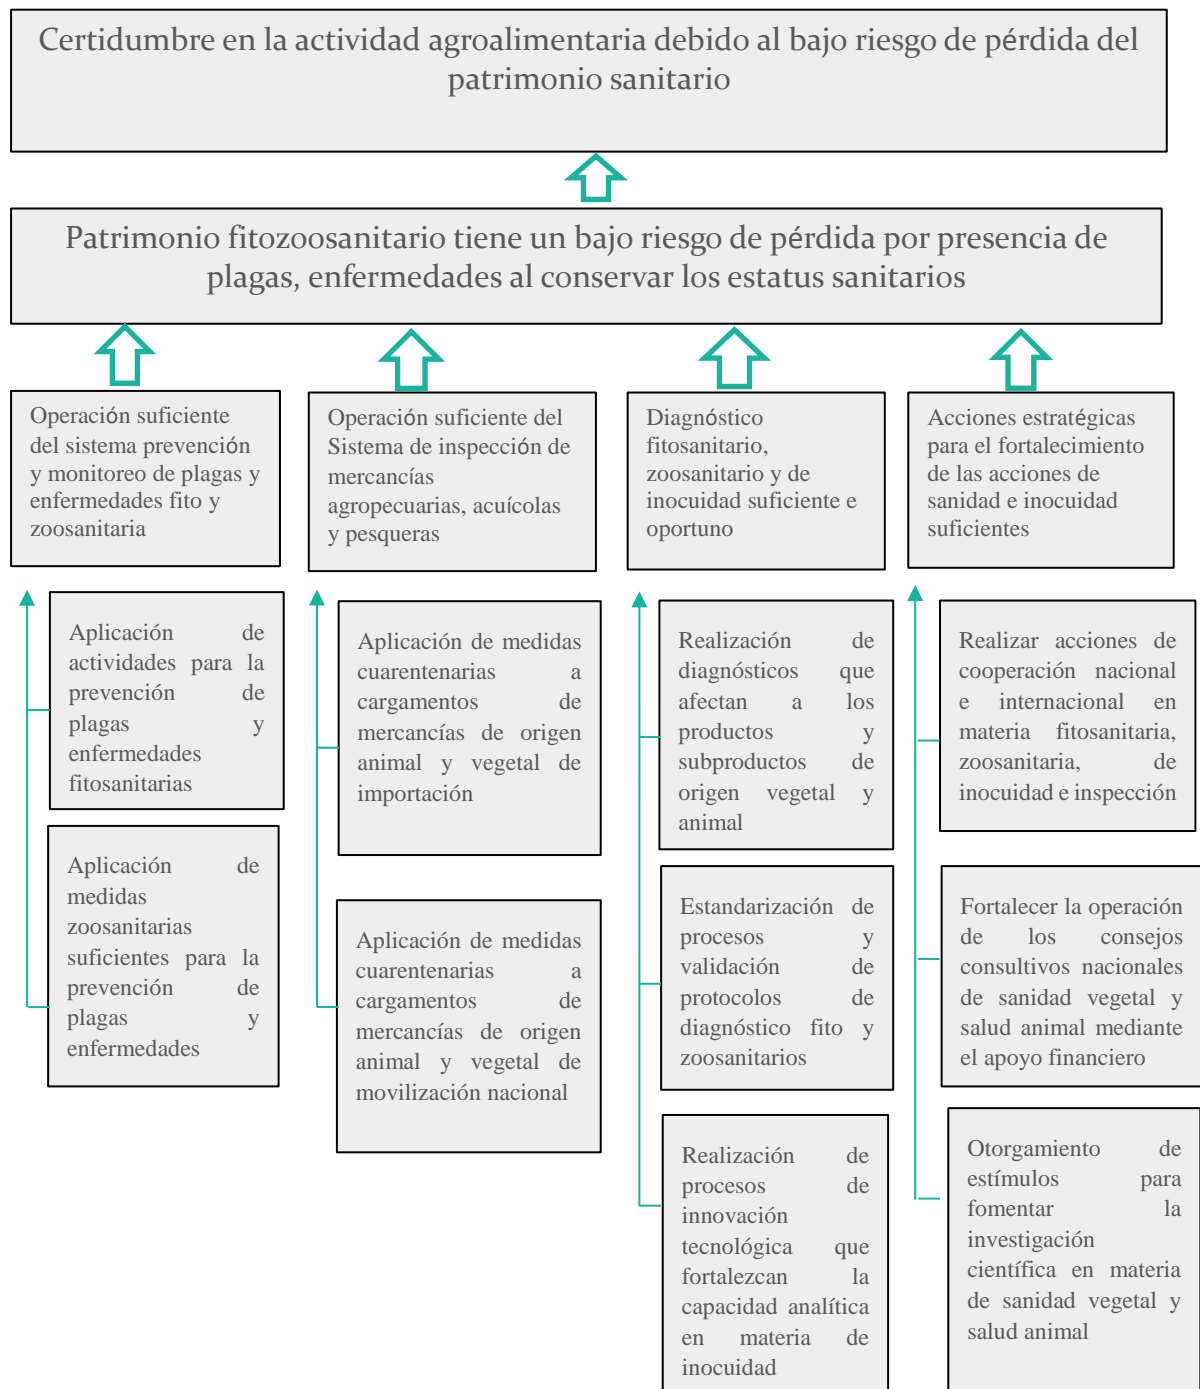 Certidumbre en la actividad agroalimentaria debido al bajo riesgo de pérdida del
patrimonio sanitario
Patrimonio fitozoosanitario tiene un bajo riesgo de pérdida por presencia de
plagas, enfermedades al conservar los estatus sanitarios
Operación suficiente
del sistema prevención
y monitoreo de plagas y
enfermedades fito y
zoosanitaria
Operación suficiente del
Sistema de inspección de
mercancías
agropecuarias, acuícolas
y pesqueras
Diagnóstico
fitosanitario,
zoosanitario y de
inocuidad suficiente e
oportuno
Acciones estratégicas
para el fortalecimiento
de las acciones de
sanidad e inocuidad
suficientes
Aplicación de
actividades para la
prevención de
plagas y
enfermedades
fitosanitarias
Aplicación de
medidas
zoosanitarias
suficientes para la
prevención de
plagas y
enfermedades
Aplicación de medidas
cuarentenarias a
cargamentos de
mercancías de origen
animal y vegetal de
importación
Aplicación de medidas
cuarentenarias a
cargamentos de
mercancías de origen
animal y vegetal de
movilización nacional
Realización de
diagnósticos que
afectan a los
productos y
subproductos de
origen vegetal y
animal
Estandarización de
procesos y
validación de
protocolos de
diagnóstico fito y
zoosanitarios
Realización de
procesos de
innovación
tecnológica que
fortalezcan la
capacidad analítica
en materia de
inocuidad
Realizar acciones de
cooperación nacional
e internacional en
materia fitosanitaria,
zoosanitaria, de
inocuidad e inspección
Fortalecer la operación
de los consejos
consultivos nacionales
de sanidad vegetal y
salud animal mediante
el apoyo financiero
Otorgamiento de
estímulos para
fomentar la
investigación
científica en materia
de sanidad vegetal y
salud animal